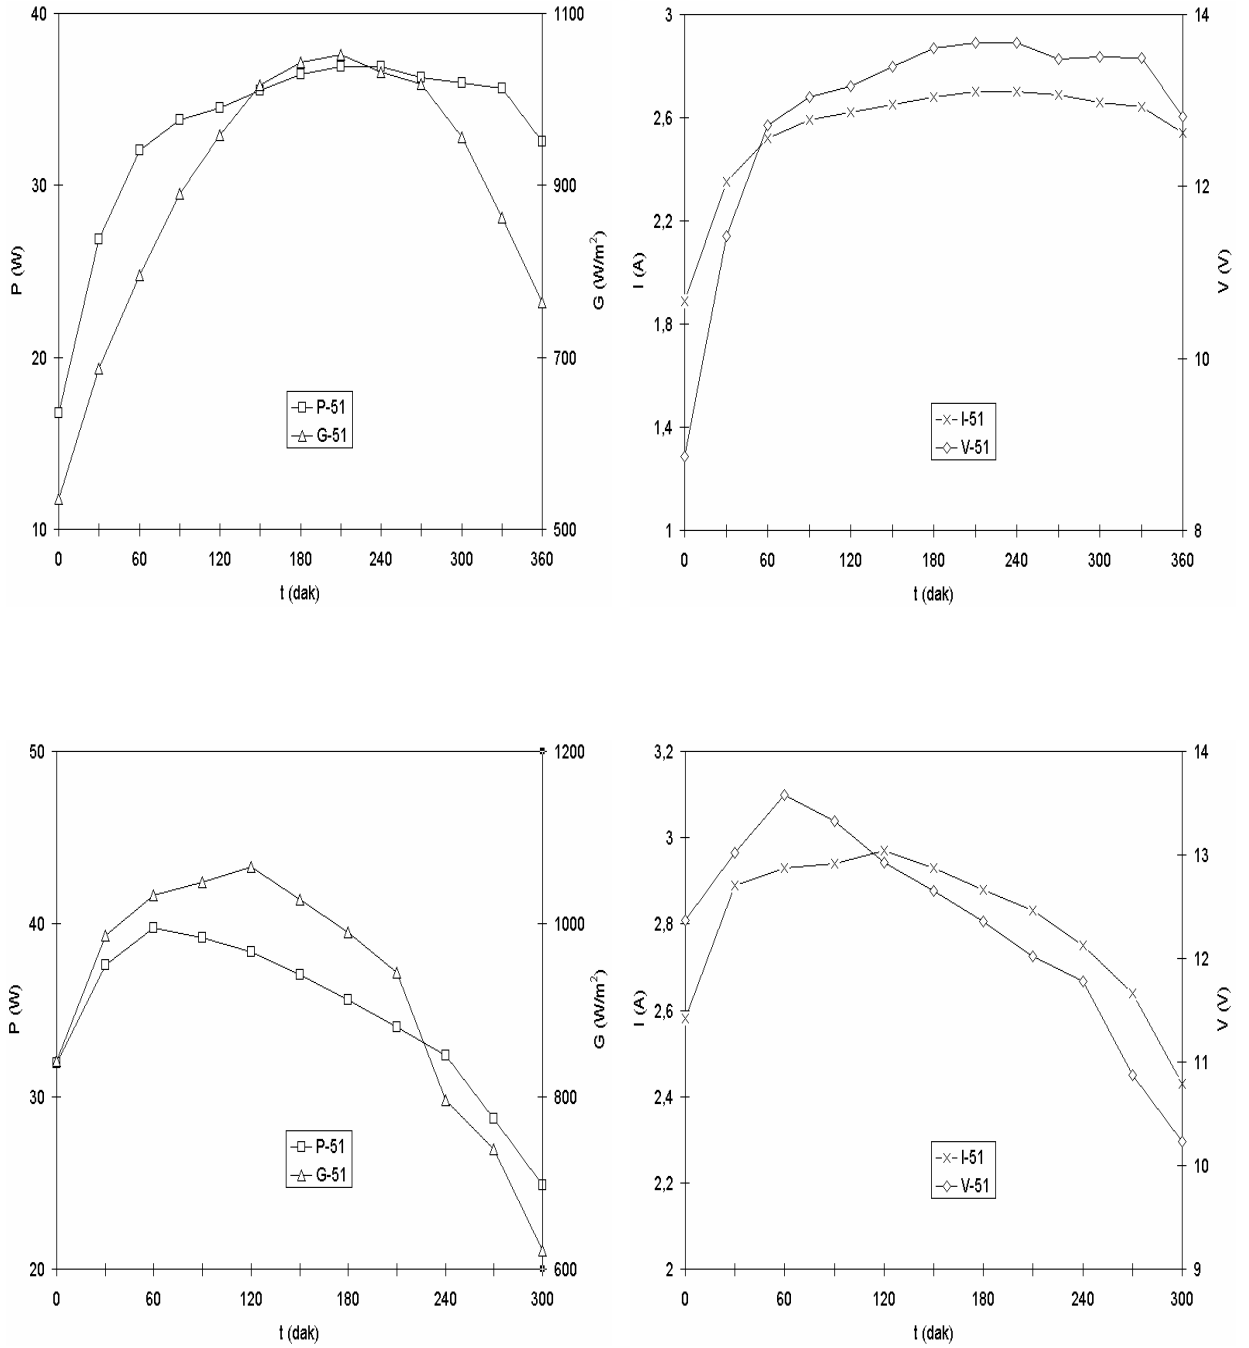 40
30
20
10
P (W)
1100
900
700
500
G (W/m²)
P-51
G-51
0 60 120 180 240 300 360
t (dak)
3
2,6
2,2
1,8
1,4
1
I (A)
14
12
10
8
V (V)
I-51
V-51
0 60 120 180 240 300 360
t (dak)
50
40
30
20
P (W)
1200
1000
800
600
G (W/m²)
P-51
G-51
0 60 120 180 240 300
t (dak)
3,2
3
2,8
2,6
2,4
2,2
2
I (A)
14
13
12
11
10
9
V (V)
I-51
V-51
0 60 120 180 240 300
t (dak)